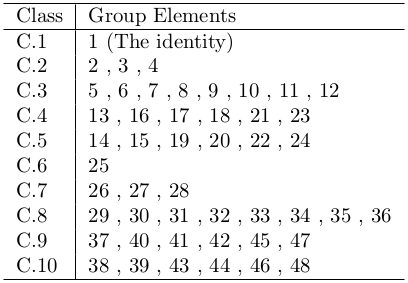 Class Group Elements
C.1 1 (The identity)
C.2 2 , 3 , 4
C.3 5 , 6 , 7 , 8 , 9 , 10 , 11 , 12
C.4 13 , 16 , 17 , 18 , 21 , 23
C.5 14 , 15 , 19 , 20 , 22 , 24
C.6 25
C.7 26 , 27 , 28
C.8 29 , 30 , 31 , 32 , 33 , 34 , 35 , 36
C.9 37 , 40 , 41 , 42 , 45 , 47
C.10 38 , 39 , 43 , 44 , 46 , 48